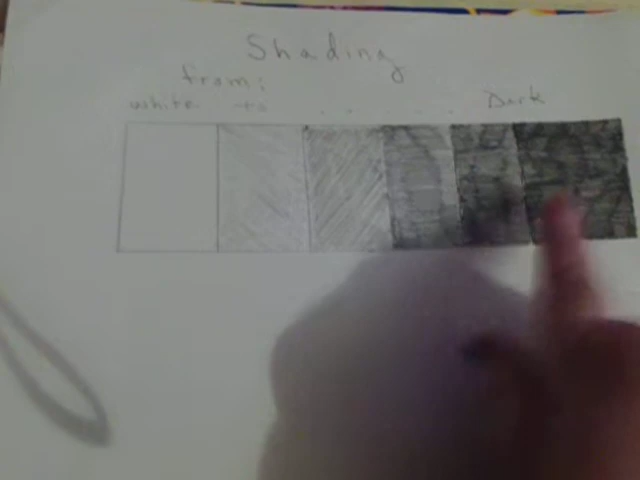 Shading
from:
white to . . . . . . Dark